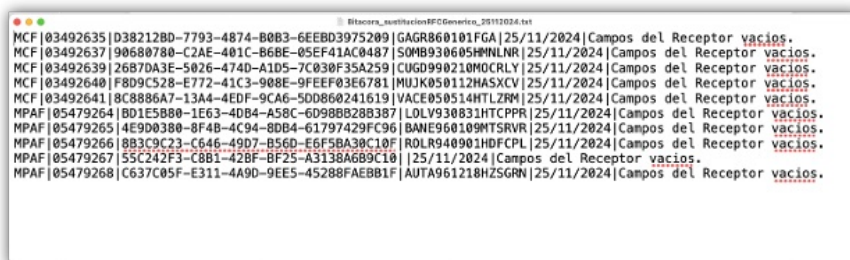 Bitacora_sustitucionRFCGenerico_25112024.txt
MCF|03492635|D38212BD-7793-4874-B0B3-6EEBD3975209|GAGR860101FGA|25/11/2024|Campos del Receptor vacios.
MCF|03492637|90680780-C2AE-401C-B6BE-05EF41AC0487|SOMB930605HMNLNR|25/11/2024|Campos del Receptor vacios.
MCF|03492639|26B7DA3E-5026-474D-A1D5-7C030F35A259|CUGD990210MOCRLY|25/11/2024|Campos del Receptor vacios.
MCF|03492640|F8D9C528-E772-41C3-908E-9FEEF03E6781|MUJK050112HASXCV|25/11/2024|Campos del Receptor vacios.
MCF|03492641|8C8886A7-13A4-4EDF-9CA6-5DD860241619|VACE050514HTLZRM|25/11/2024|Campos del Receptor vacios.
MPAF|05479264|BD1E5B80-1E63-4DB4-A58C-6D98BB28B387|LOLV930831HTCPPR|25/11/2024|Campos del Receptor vacios.
MPAF|05479265|4E9D0380-8F4B-4C94-8DB4-61797429FC96|BANE960109MTSRVR|25/11/2024|Campos del Receptor vacios.
MPAF|05479266|8B3C9C23-C646-49D7-B56D-E6F5BA30C10F|ROLR940901HDFCPL|25/11/2024|Campos del Receptor vacios.
MPAF|05479267|55C242F3-C8B1-42BF-BF25-A3138A6B9C10||25/11/2024|Campos del Receptor vacios.
MPAF|05479268|C637C05F-E311-4A9D-9EE5-45288FAEBB1F|AUTA961218HZSGRN|25/11/2024|Campos del Receptor vacios.